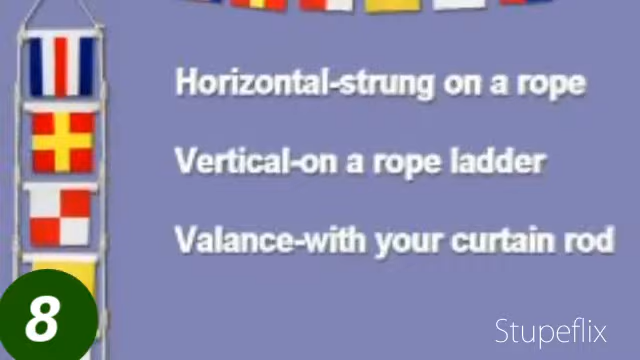 Horizontal-strung on a rope
Vertical-on a rope ladder
Valance-with your curtain rod
8
Stupeflix